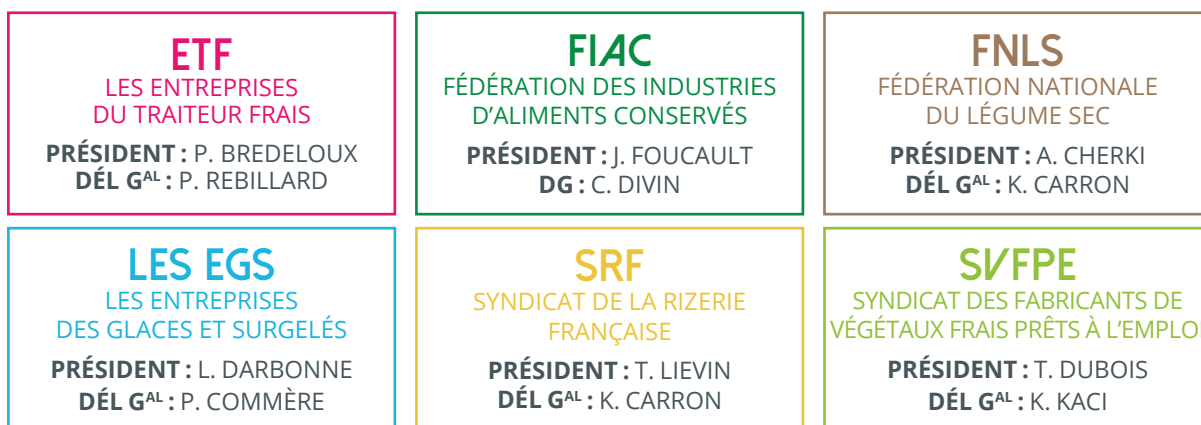 ETF
LES ENTREPRISES
DU TRAITEUR FRAIS
PRÉSIDENT : P. BREDELOUX
DÉL GAL : P. REBILLARD
FIAC
FÉDÉRATION DES INDUSTRIES
D'ALIMENTS CONSERVÉS
PRÉSIDENT : J. FOUCAULT
DG : C. DIVIN
FNLS
FÉDÉRATION NATIONALE
DU LÉGUME SEC
PRÉSIDENT : A. CHERKI
DÉL GAL : K. CARRON
LES EGS
LES ENTREPRISES
DES GLACES ET SURGELÉS
PRÉSIDENT : L. DARBONNE
DÉL GAL : P. COMMÈRE
SRF
SYNDICAT DE LA RIZERIE
FRANÇAISE
PRÉSIDENT : T. LIEVIN
DÉL GAL : K. CARRON
SVFPE
SYNDICAT DES FABRICANTS DE
VÉGÉTAUX FRAIS PRÊTS À L'EMPLO
PRÉSIDENT : T. DUBOIS
DÉL GAL : K. KACI